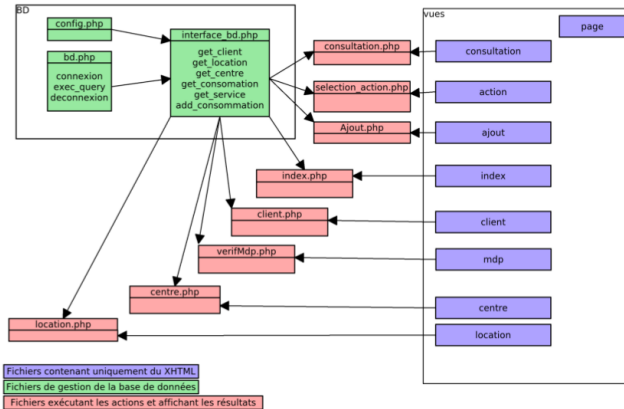 BD
config.php
bd.php
connexion
exec_query
deconnexion
interface_bd.php
get_client
get_location
get_centre
get_consomation
get_service
add_consommation
consultation.php
selection_action.php
Ajout.php
index.php
client.php
verifMdp.php
centre.php
location.php
vues
page
consultation
action
ajout
index
client
mdp
centre
location
Fichiers contenant uniquement du XHTML
Fichiers de gestion de la base de données
Fichiers exécutant les actions et affichant les résultats